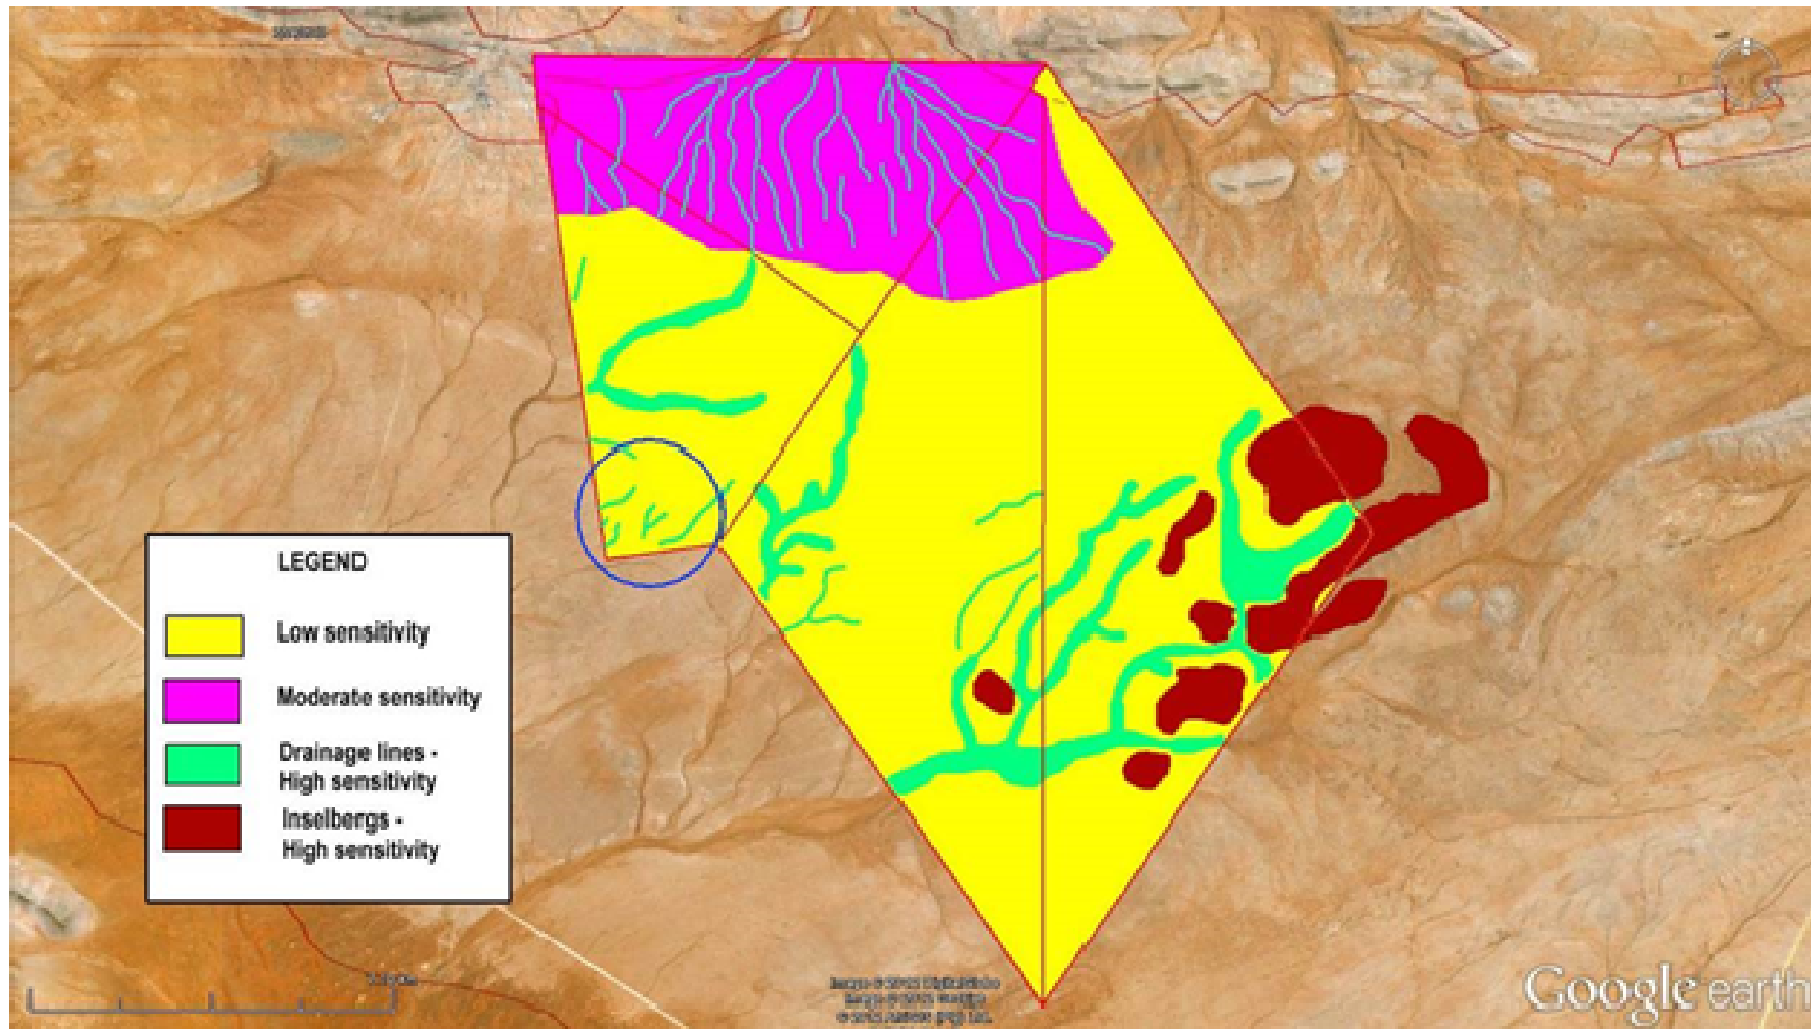 LEGEND
Low sensitivity
Moderate sensitivity
Drainage lines -
High sensitivity
Inselbergs -
High sensitivity
Google earth